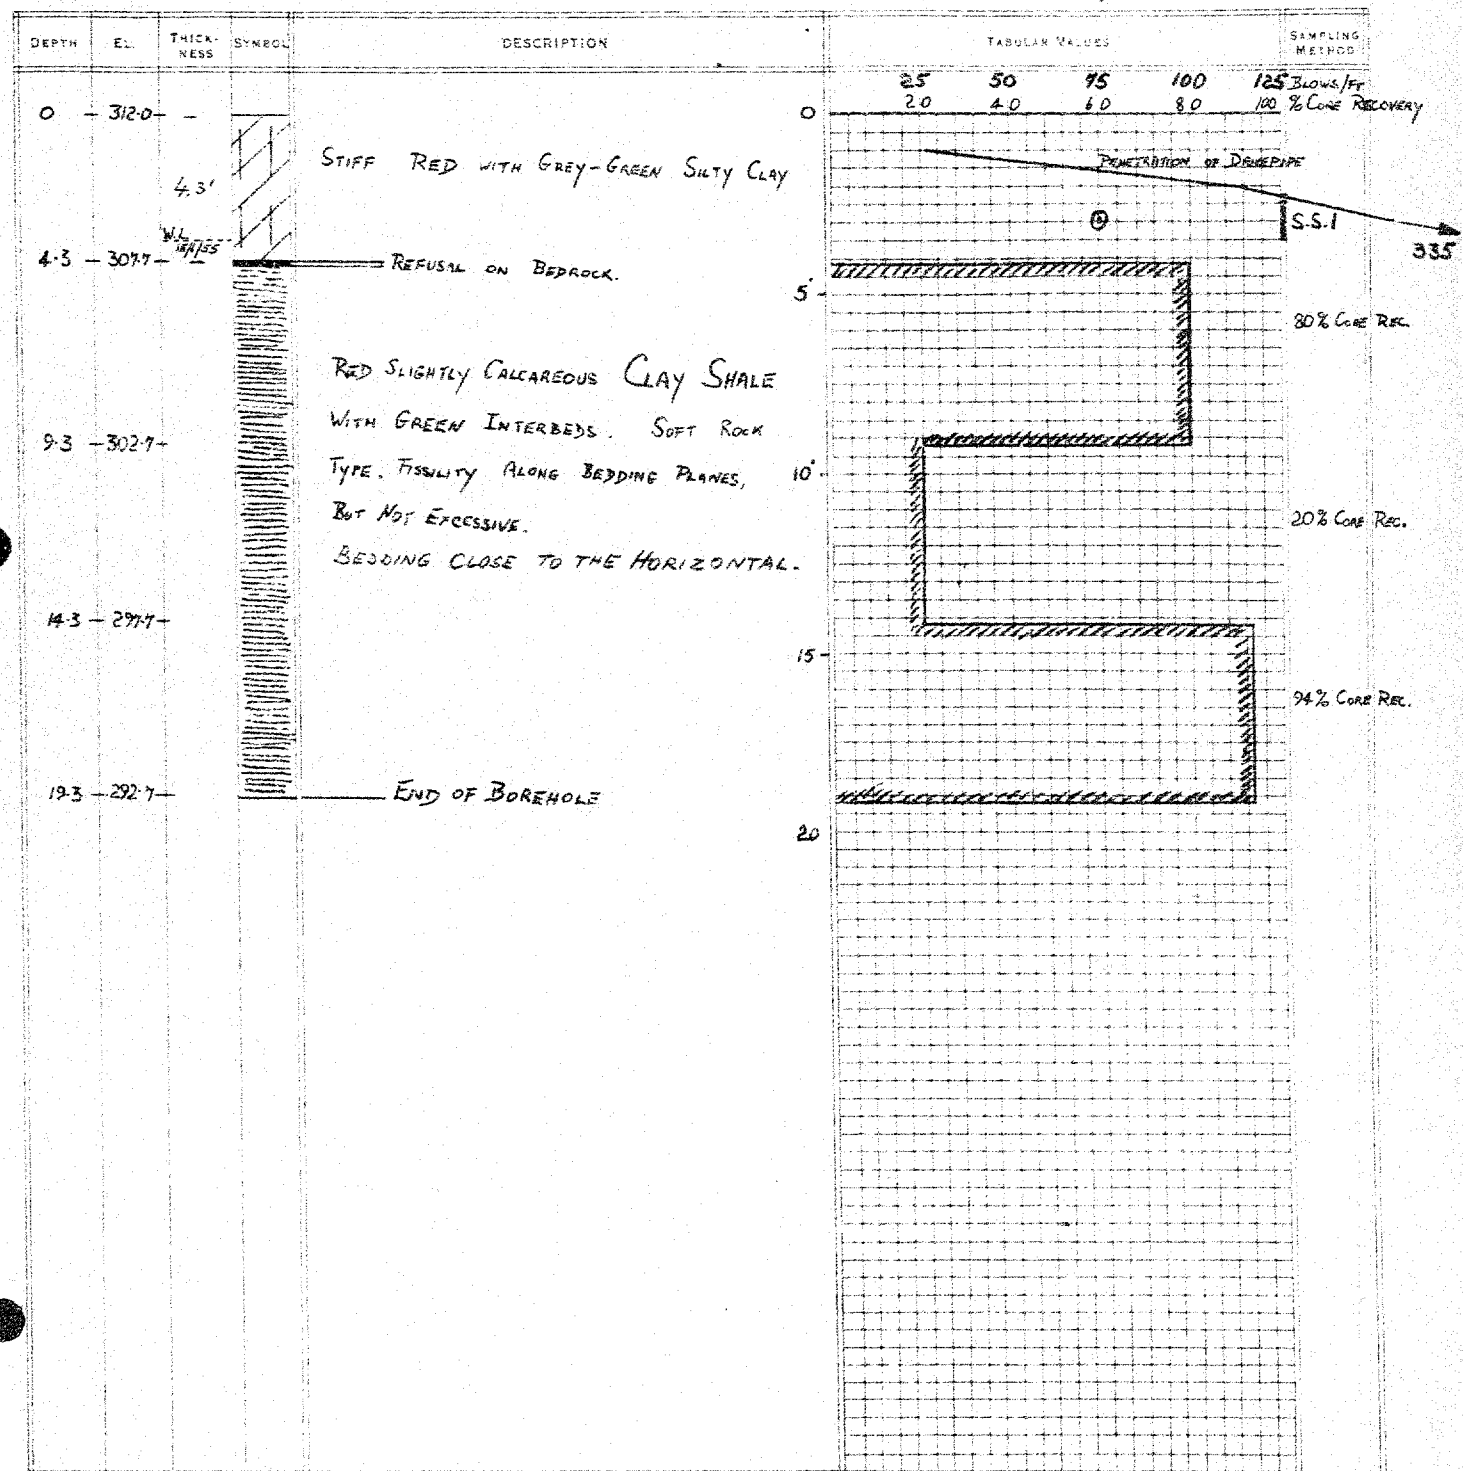 DEPTH EL. THICK-NESS SYMBOL DESCRIPTION TABULAR VALUES SAMPLING METHOD
25 50 75 100 125 BLOWS/FT
20 40 60 80 100 % CORE RECOVERY
0 - 312.0 - - 0
STIFF RED WITH GREY-GREEN SILTY CLAY
PENETRATION OF DRIVEPIPE
4.3'
S.S.1
335
W.L.
4.3 - 307.7 - -
REFUSAL ON BEDROCK.
5'
80% CORE REC.
RED SLIGHTLY CALCAREOUS CLAY SHALE
WITH GREEN INTERBEDS. SOFT ROCK
9.3 - 302.7 -
TYPE. FISSILITY ALONG BEDDING PLANES,
10'
BUT NOT EXCESSIVE.
20% CORE REC.
BEDDING CLOSE TO THE HORIZONTAL.
14.3 - 297.7 -
15 -
94% CORE REC.
19.3 - 292.7 -
END OF BOREHOLE
20